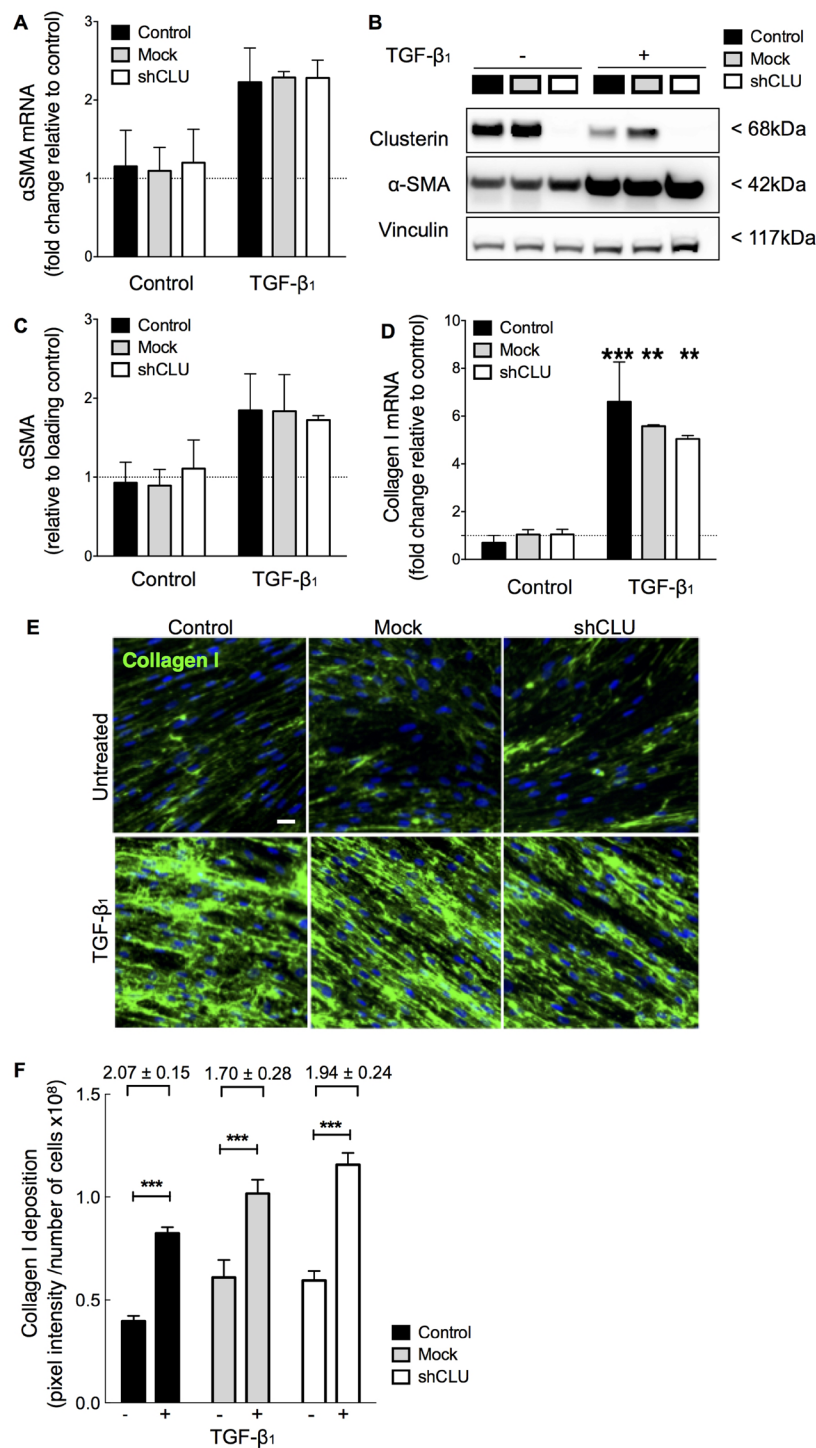 A
3
2
1
0
αSMA mRNA
(fold change relative to control)
Control
Mock
shCLU
Control
TGF-β1
B
TGF-β1
-
+
Control
Mock
shCLU
Clusterin
< 68kDa
α-SMA
< 42kDa
Vinculin
< 117kDa
C
3
2
1
0
αSMA
(relative to loading control)
Control
Mock
shCLU
Control
TGF-β1
D
10
8
6
4
2
0
Collagen I mRNA
(fold change relative to control)
Control
Mock
shCLU
*** ** **
Control
TGF-β1
E
Control
Mock
shCLU
Collagen I
Untreated
TGF-β1
F
2.07 ± 0.15
1.70 ± 0.28
1.94 ± 0.24
1.5
1.0
0.5
0.0
Collagen I deposition
(pixel intensity /number of cells x10⁸)
***
***
***
- + - + - +
TGF-β1
Control
Mock
shCLU